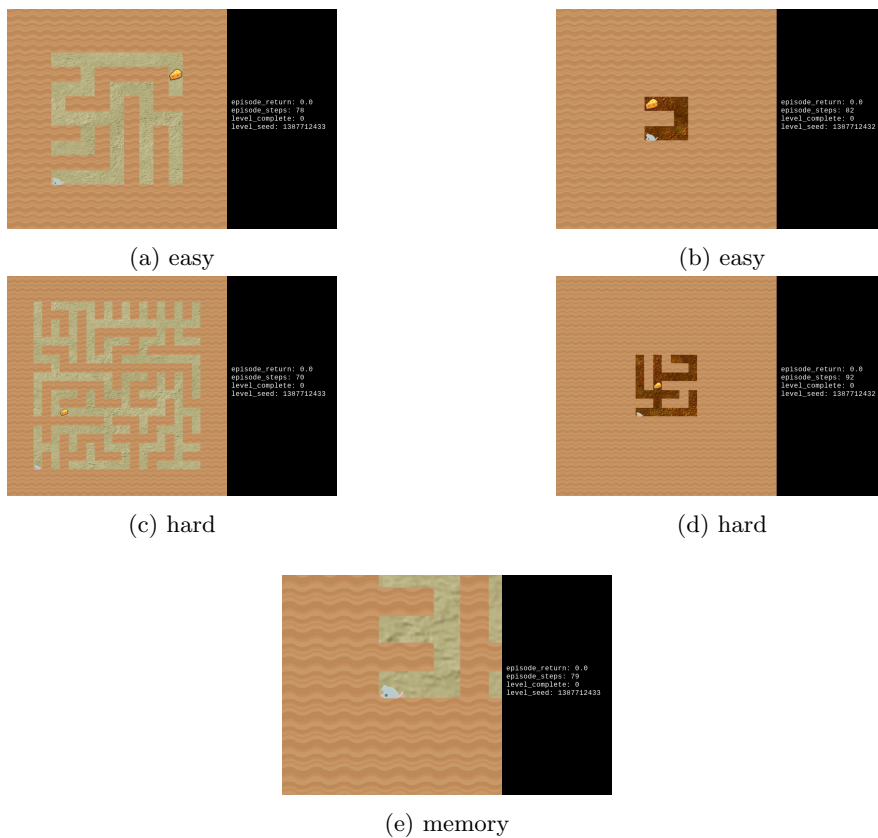 episode_return: 0.0
episode_steps: 78
level_complete: 0
level_seed: 1387712433
(a) easy
episode_return: 0.0
episode_steps: 82
level_complete: 0
level_seed: 1387712432
(b) easy
episode_return: 0.0
episode_steps: 70
level_complete: 0
level_seed: 1387712433
(c) hard
episode_return: 0.0
episode_steps: 92
level_complete: 0
level_seed: 1387712432
(d) hard
episode_return: 0.0
episode_steps: 79
level_complete: 0
level_seed: 1387712433
(e) memory